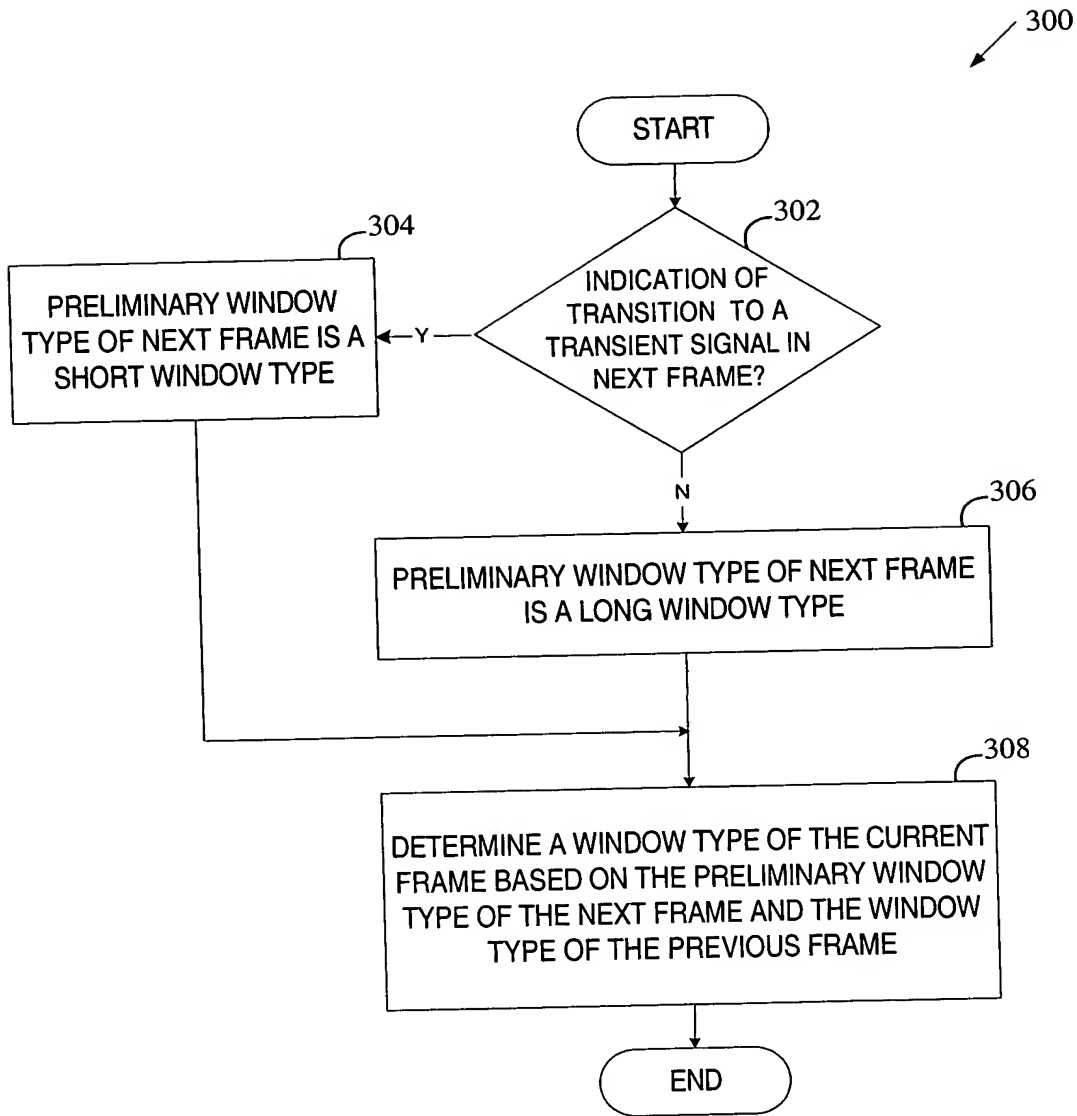 300
START
302
INDICATION OF
TRANSITION TO A
TRANSIENT SIGNAL IN
NEXT FRAME?
304
PRELIMINARY WINDOW
TYPE OF NEXT FRAME IS A
SHORT WINDOW TYPE
Y
N
306
PRELIMINARY WINDOW TYPE OF NEXT FRAME
IS A LONG WINDOW TYPE
308
DETERMINE A WINDOW TYPE OF THE CURRENT
FRAME BASED ON THE PRELIMINARY WINDOW
TYPE OF THE NEXT FRAME AND THE WINDOW
TYPE OF THE PREVIOUS FRAME
END